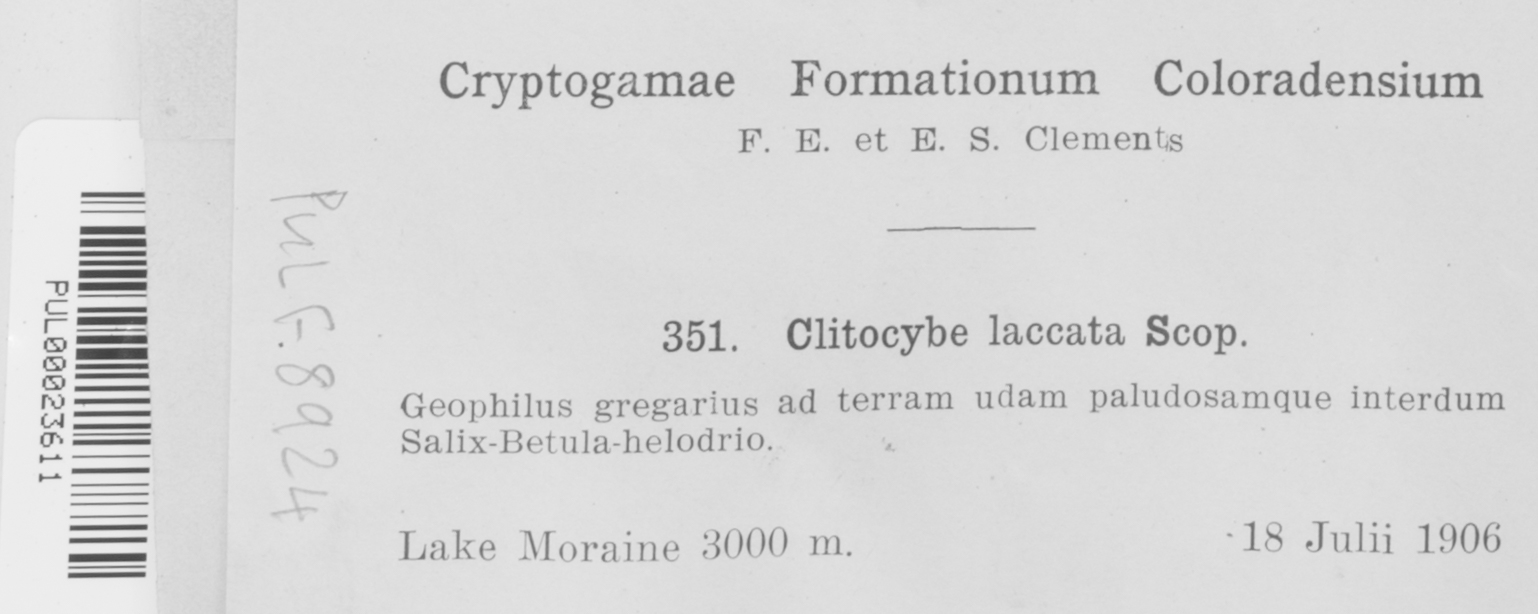 Cryptogamae Formationum Coloradensium
F. E. et E. S. Clements
351. Clitocybe laccata Scop.
Geophilus gregarius ad terram udam paludosamque interdum
Salix-Betula-helodrio.
Lake Moraine 3000 m.
18 Julii 1906
PUL F. 8924
PUL00023611